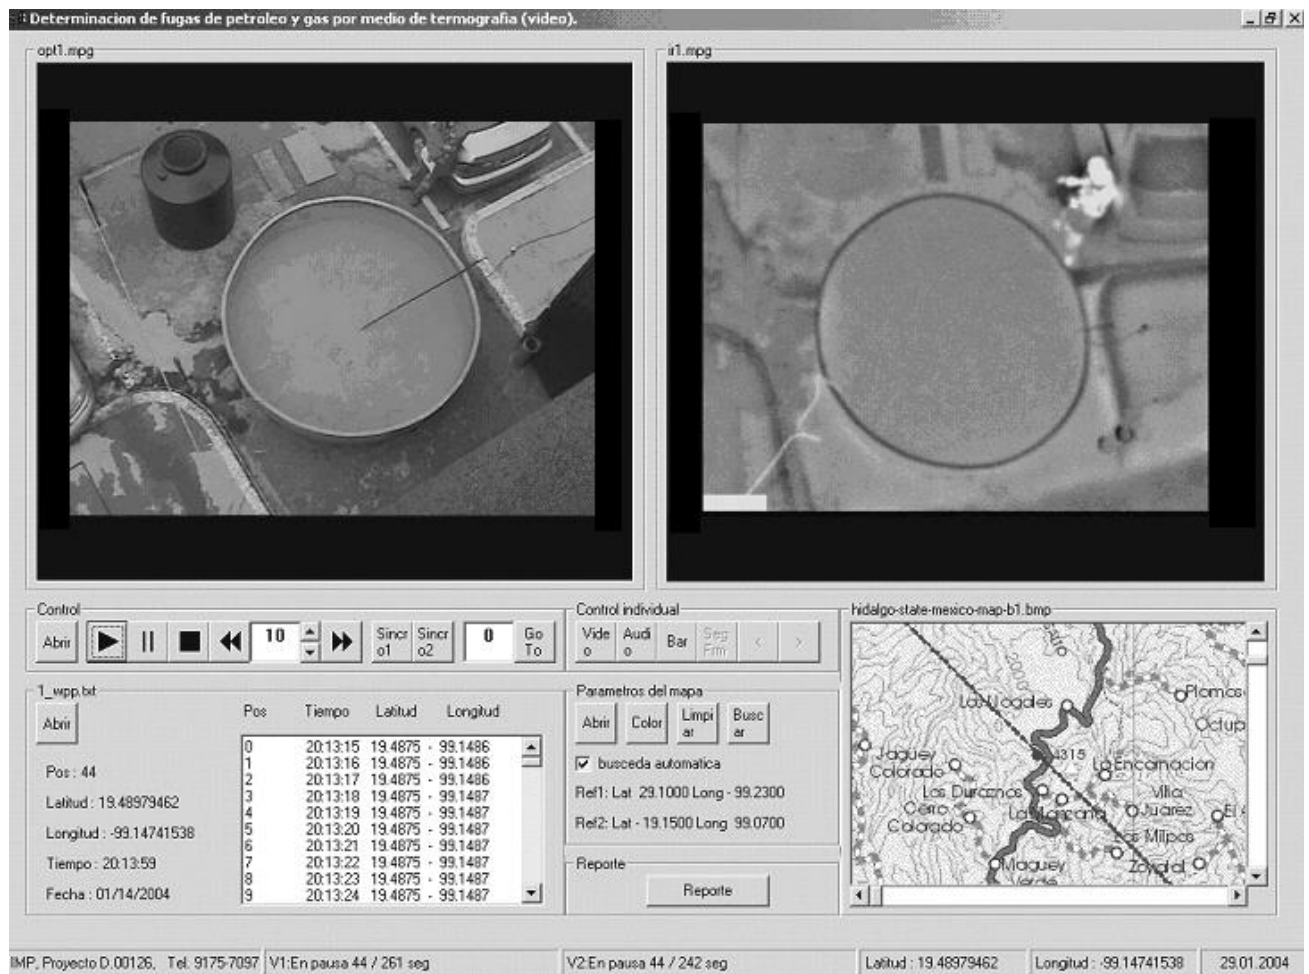 Determinacion de fugas de petroleo y gas por medio de termografia (video).
opt1.mpg
ir1.mpg
Control
Abrir
10
Sincr o1
Sincr o2
0
Go To
Control individual
Vide o
Audi o
Bar
Seg Frm
<
>
1_wpp.txt
Abrir
Pos : 44
Latitud : 19.48979462
Longitud : -99.14741538
Tiempo : 20:13:59
Fecha : 01/14/2004
Pos Tiempo Latitud Longitud
0 20:13:15 19.4875 - 99.1486
1 20:13:16 19.4875 - 99.1486
2 20:13:17 19.4875 - 99.1486
3 20:13:18 19.4875 - 99.1487
4 20:13:19 19.4875 - 99.1487
5 20:13:20 19.4875 - 99.1487
6 20:13:21 19.4875 - 99.1487
7 20:13:22 19.4875 - 99.1487
8 20:13:23 19.4875 - 99.1487
9 20:13:24 19.4875 - 99.1487
Parametros del mapa
Abrir
Color
Limpi ar
Busc ar
busceda automatica
Ref1: Lat 29.1000 Long - 99.2300
Ref2: Lat - 19.1500 Long 99.0700
Reporte
Reporte
hidalgo-state-mexico-map-b1.bmp
2000
Los Nogales
Plomos
Octup
4315
Jaguey
Colorado
La Encarnacion
Los Duraznos
Villa
Juarez
El
Cerro
Colorado
La Manzana
Los Milpas
Maguey
Verde
IMP, Proyecto D.00126, Tel. 9175-7097
V1:En pausa 44 / 261 seg
V2:En pausa 44 / 242 seg
Latitud : 19.48979462
Longitud : -99.14741538
29.01.2004